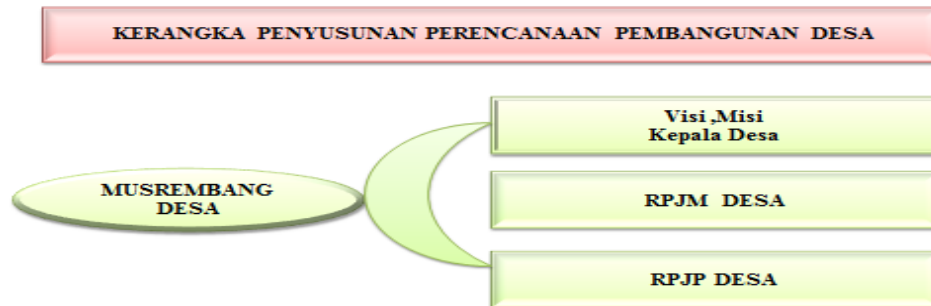 KERANGKA PENYUSUNAN PERENCANAAN PEMBANGUNAN DESA
Visi ,Misi
Kepala Desa
MUSREMBANG
DESA
RPJM DESA
RPJP DESA